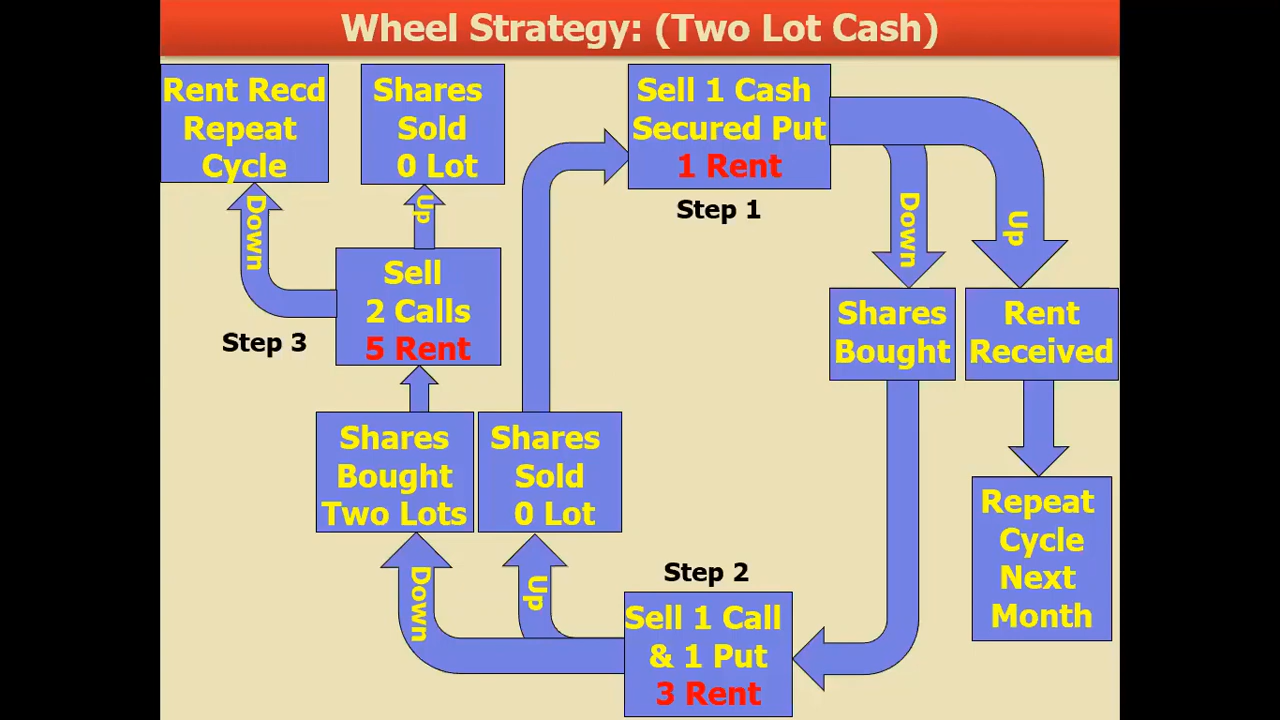 Wheel Strategy: (Two Lot Cash)
Rent Recd
Repeat
Cycle
Shares
Sold
0 Lot
Sell 1 Cash
Secured Put
1 Rent
Step 1
Down
Up
Down
Up
Sell
2 Calls
5 Rent
Step 3
Shares
Bought
Rent
Received
Shares
Bought
Two Lots
Shares
Sold
0 Lot
Repeat
Cycle
Next
Month
Down
Up
Step 2
Sell 1 Call
& 1 Put
3 Rent